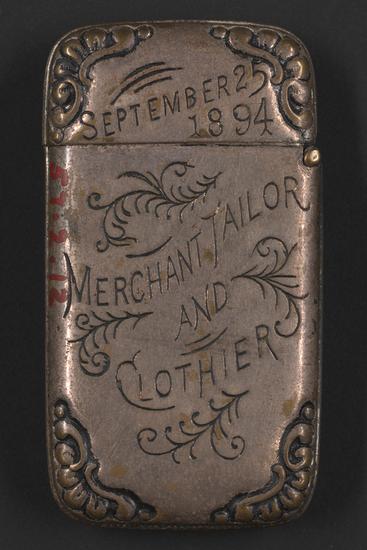 SEPTEMBER 25
1894
MERCHANT TAILOR
AND
CLOTHIER